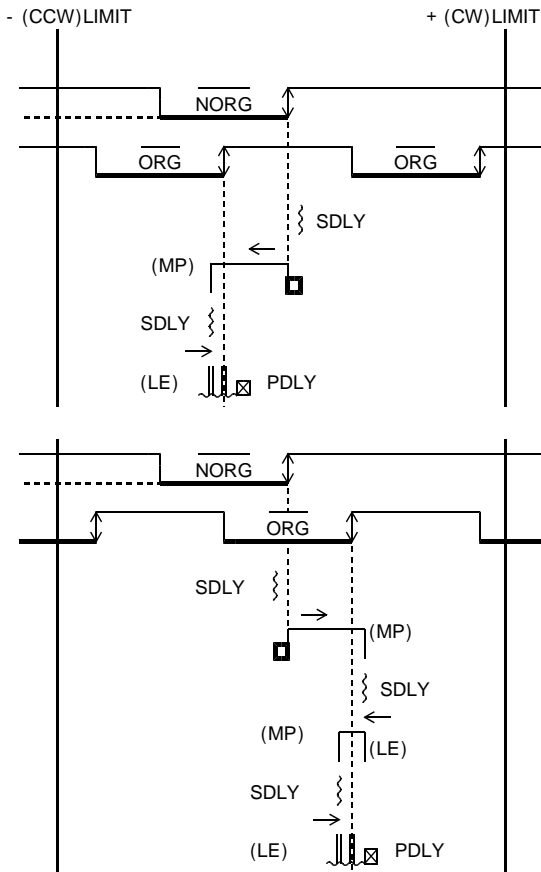 - (CCW)LIMIT + (CW)LIMIT
NORG
ORG ORG
SDLY
(MP)
SDLY
(LE) PDLY
NORG
ORG
SDLY
(MP)
SDLY
(MP) (LE)
SDLY
(LE) PDLY